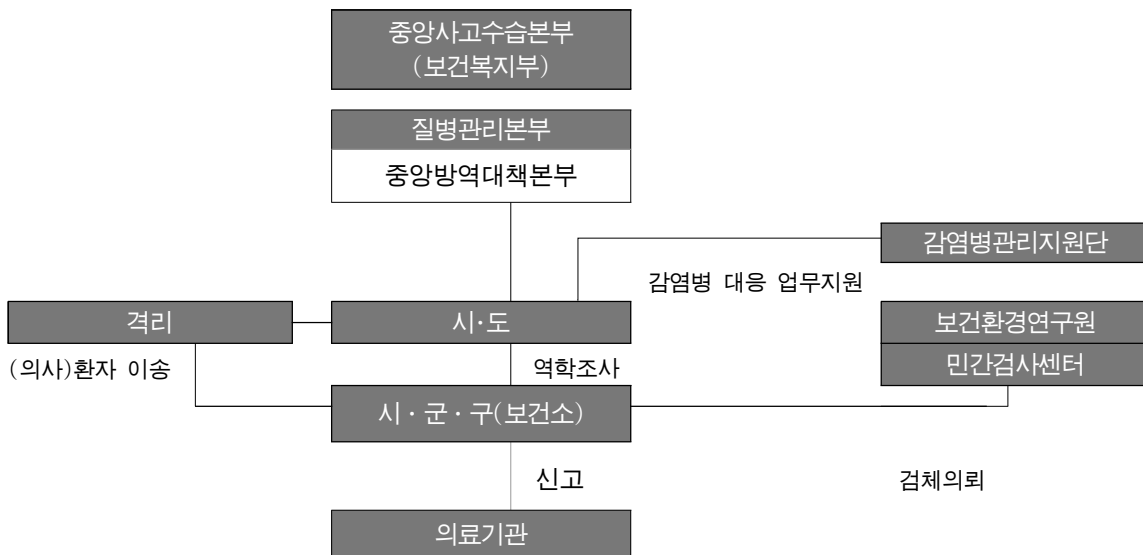 중앙사고수습본부
(보건복지부)
질병관리본부
중앙방역대책본부
감염병관리지원단
감염병 대응 업무지원
격리
시·도
보건환경연구원
(의사)환자 이송
역학조사
민간검사센터
시·군·구(보건소)
신고
검체의뢰
의료기관